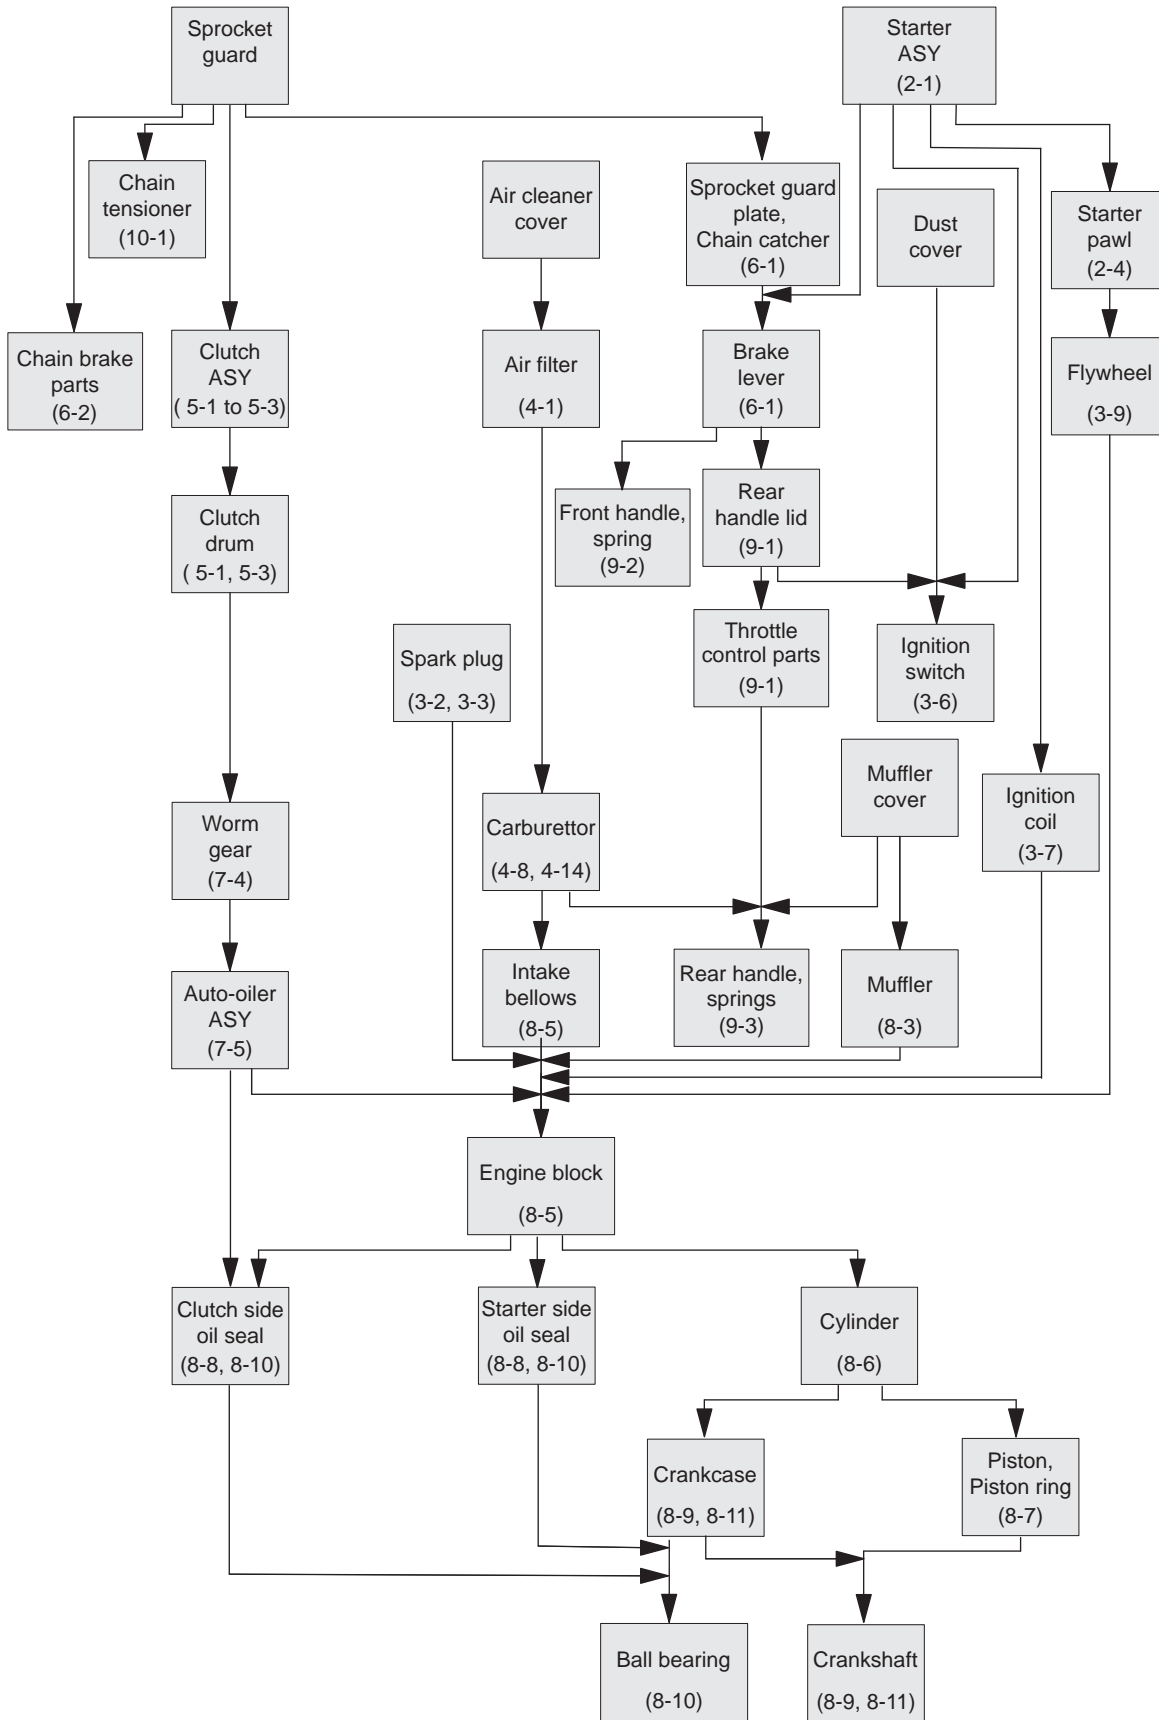 Sprocket
guard
Starter
ASY
(2-1)
Chain
tensioner
(10-1)
Air cleaner
cover
Sprocket guard
plate,
Chain catcher
(6-1)
Dust
cover
Starter
pawl
(2-4)
Chain brake
parts
(6-2)
Clutch
ASY
( 5-1 to 5-3)
Air filter
(4-1)
Brake
lever
(6-1)
Flywheel
(3-9)
Clutch
drum
( 5-1, 5-3)
Front handle,
spring
(9-2)
Rear
handle lid
(9-1)
Spark plug
(3-2, 3-3)
Throttle
control parts
(9-1)
Ignition
switch
(3-6)
Worm
gear
(7-4)
Carburettor
(4-8, 4-14)
Muffler
cover
Ignition
coil
(3-7)
Auto-oiler
ASY
(7-5)
Intake
bellows
(8-5)
Rear handle,
springs
(9-3)
Muffler
(8-3)
Engine block
(8-5)
Clutch side
oil seal
(8-8, 8-10)
Starter side
oil seal
(8-8, 8-10)
Cylinder
(8-6)
Crankcase
(8-9, 8-11)
Piston,
Piston ring
(8-7)
Ball bearing
(8-10)
Crankshaft
(8-9, 8-11)